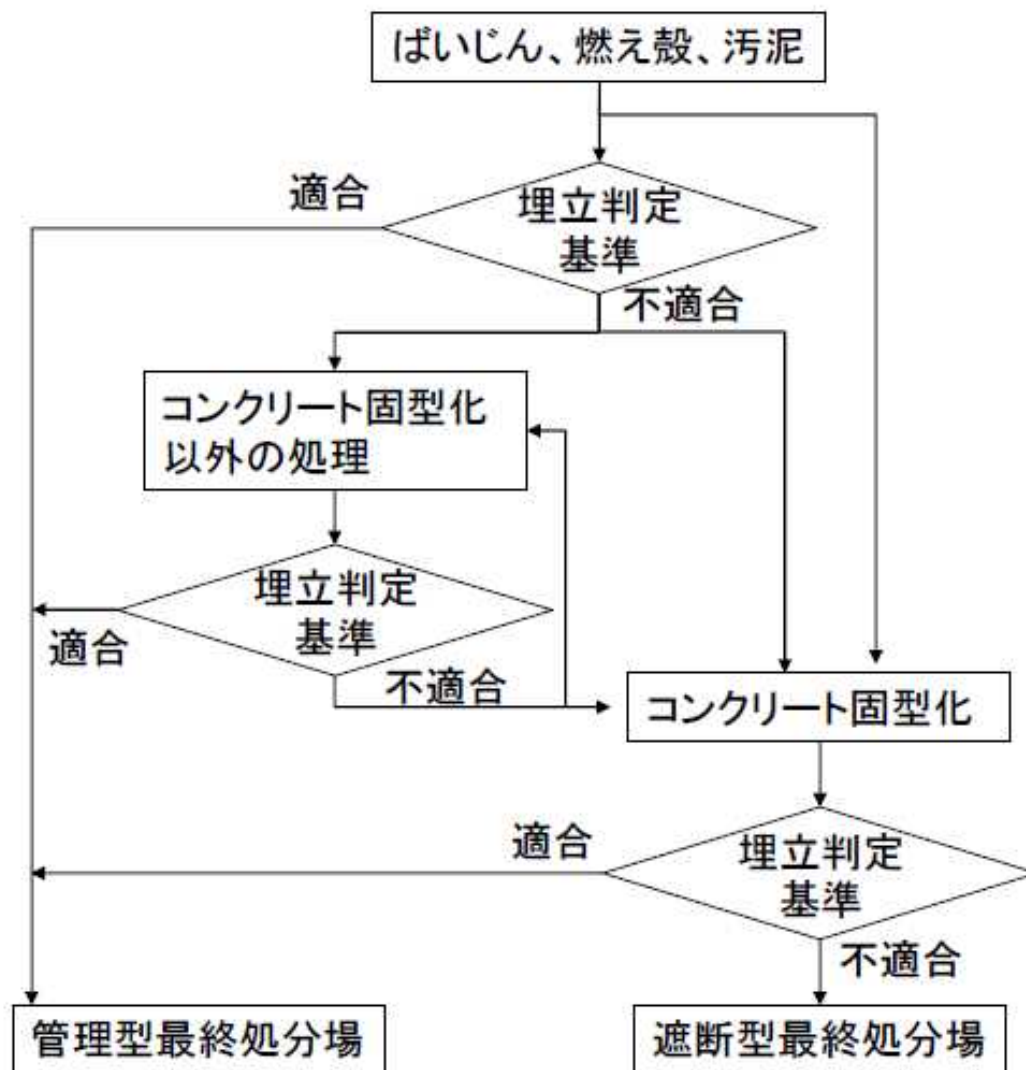 ばいじん、燃え殻、汚泥
適合
埋立判定
基準
不適合
コンクリート固型化
以外の処理
埋立判定
基準
適合
不適合
コンクリート固型化
適合
埋立判定
基準
不適合
管理型最終処分場
遮断型最終処分場